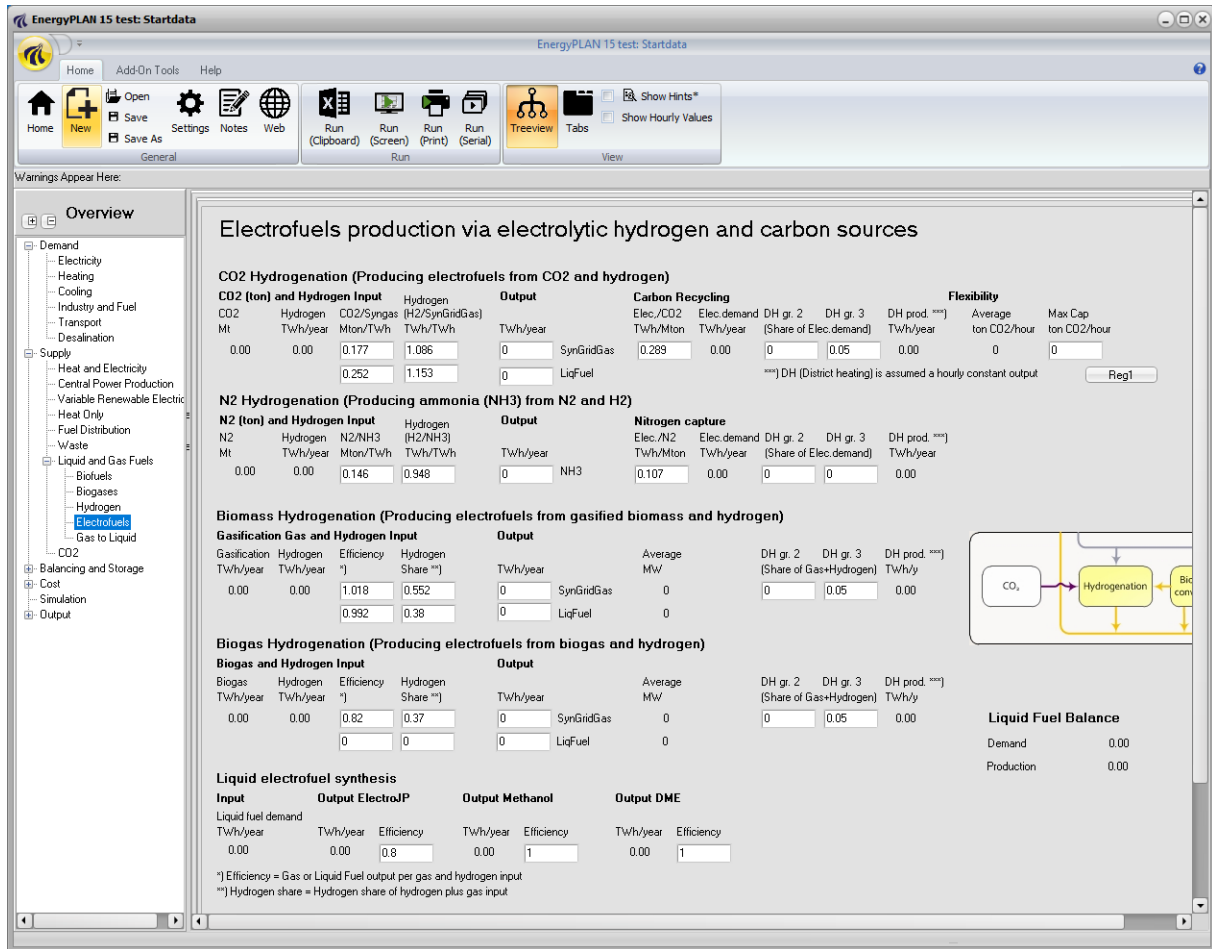 EnergyPLAN 15 test: Startdata
EnergyPLAN 15 test: Startdata
Home Add-On Tools Help
Home New Open Save Save As Settings Notes Web
General
Run (Clipboard) Run (Screen) Run (Print) Run (Serial)
Run
Treeview Tabs Show Hints* Show Hourly Values
View
Warnings Appear Here:
Overview
Demand
Electricity
Heating
Cooling
Industry and Fuel
Transport
Desalination
Supply
Heat and Electricity
Central Power Production
Variable Renewable Electric
Heat Only
Fuel Distribution
Waste
Liquid and Gas Fuels
Biofuels
Biogases
Hydrogen
Electrofuels
Gas to Liquid
CO2
Balancing and Storage
Cost
Simulation
Output
Electrofuels production via electrolytic hydrogen and carbon sources
CO2 Hydrogenation (Producing electrofuels from CO2 and hydrogen)
CO2 (ton) and Hydrogen Input Hydrogen Output Carbon Recycling Flexibility
CO2 Hydrogen CO2/Syngas (H2/SynGridGas) Elec./CO2 Elec.demand DH gr. 2 DH gr. 3 DH prod. ***) Average Max Cap
Mt TWh/year Mton/TWh TWh/TWh TWh/year TWh/Mton TWh/year (Share of Elec.demand) TWh/year ton CO2/hour ton CO2/hour
0.00 0.00 0.177 1.086 0 SynGridGas 0.289 0.00 0 0.05 0.00 0 0
0.252 1.153 0 LiqFuel ***) DH (District heating) is assumed a hourly constant output Reg1
N2 Hydrogenation (Producing ammonia (NH3) from N2 and H2)
N2 (ton) and Hydrogen Input Hydrogen Output Nitrogen capture
N2 Hydrogen N2/NH3 (H2/NH3) Elec./N2 Elec.demand DH gr. 2 DH gr. 3 DH prod. ***)
Mt TWh/year Mton/TWh TWh/TWh TWh/year TWh/Mton TWh/year (Share of Elec.demand) TWh/year
0.00 0.00 0.146 0.948 0 NH3 0.107 0.00 0 0 0.00
Biomass Hydrogenation (Producing electrofuels from gasified biomass and hydrogen)
Gasification Gas and Hydrogen Input Output
Gasification Hydrogen Efficiency Hydrogen Average DH gr. 2 DH gr. 3 DH prod. ***)
TWh/year TWh/year *) Share **) TWh/year MW (Share of Gas+Hydrogen) TWh/y
0.00 0.00 1.018 0.552 0 SynGridGas 0 0 0.05 0.00
0.992 0.38 0 LiqFuel 0
CO₂ Hydrogenation Bio conv
Biogas Hydrogenation (Producing electrofuels from biogas and hydrogen)
Biogas and Hydrogen Input Output
Biogas Hydrogen Efficiency Hydrogen Average DH gr. 2 DH gr. 3 DH prod. ***)
TWh/year TWh/year *) Share **) TWh/year MW (Share of Gas+Hydrogen) TWh/y
0.00 0.00 0.82 0.37 0 SynGridGas 0 0 0.05 0.00
0 0 0 LiqFuel 0
Liquid Fuel Balance
Demand 0.00
Production 0.00
Liquid electrofuel synthesis
Input Output ElectroJP Output Methanol Output DME
Liquid fuel demand
TWh/year TWh/year Efficiency TWh/year Efficiency TWh/year Efficiency
0.00 0.00 0.8 0.00 1 0.00 1
*) Efficiency = Gas or Liquid Fuel output per gas and hydrogen input
**) Hydrogen share = Hydrogen share of hydrogen plus gas input